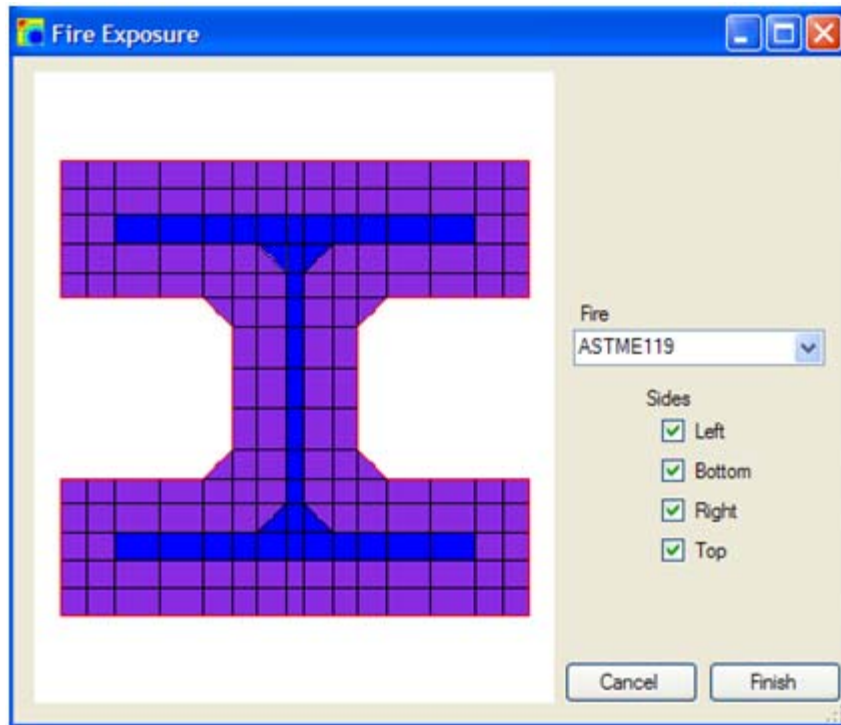 Fire Exposure
Fire
ASTME119
Sides
Left
Bottom
Right
Top
Cancel
Finish